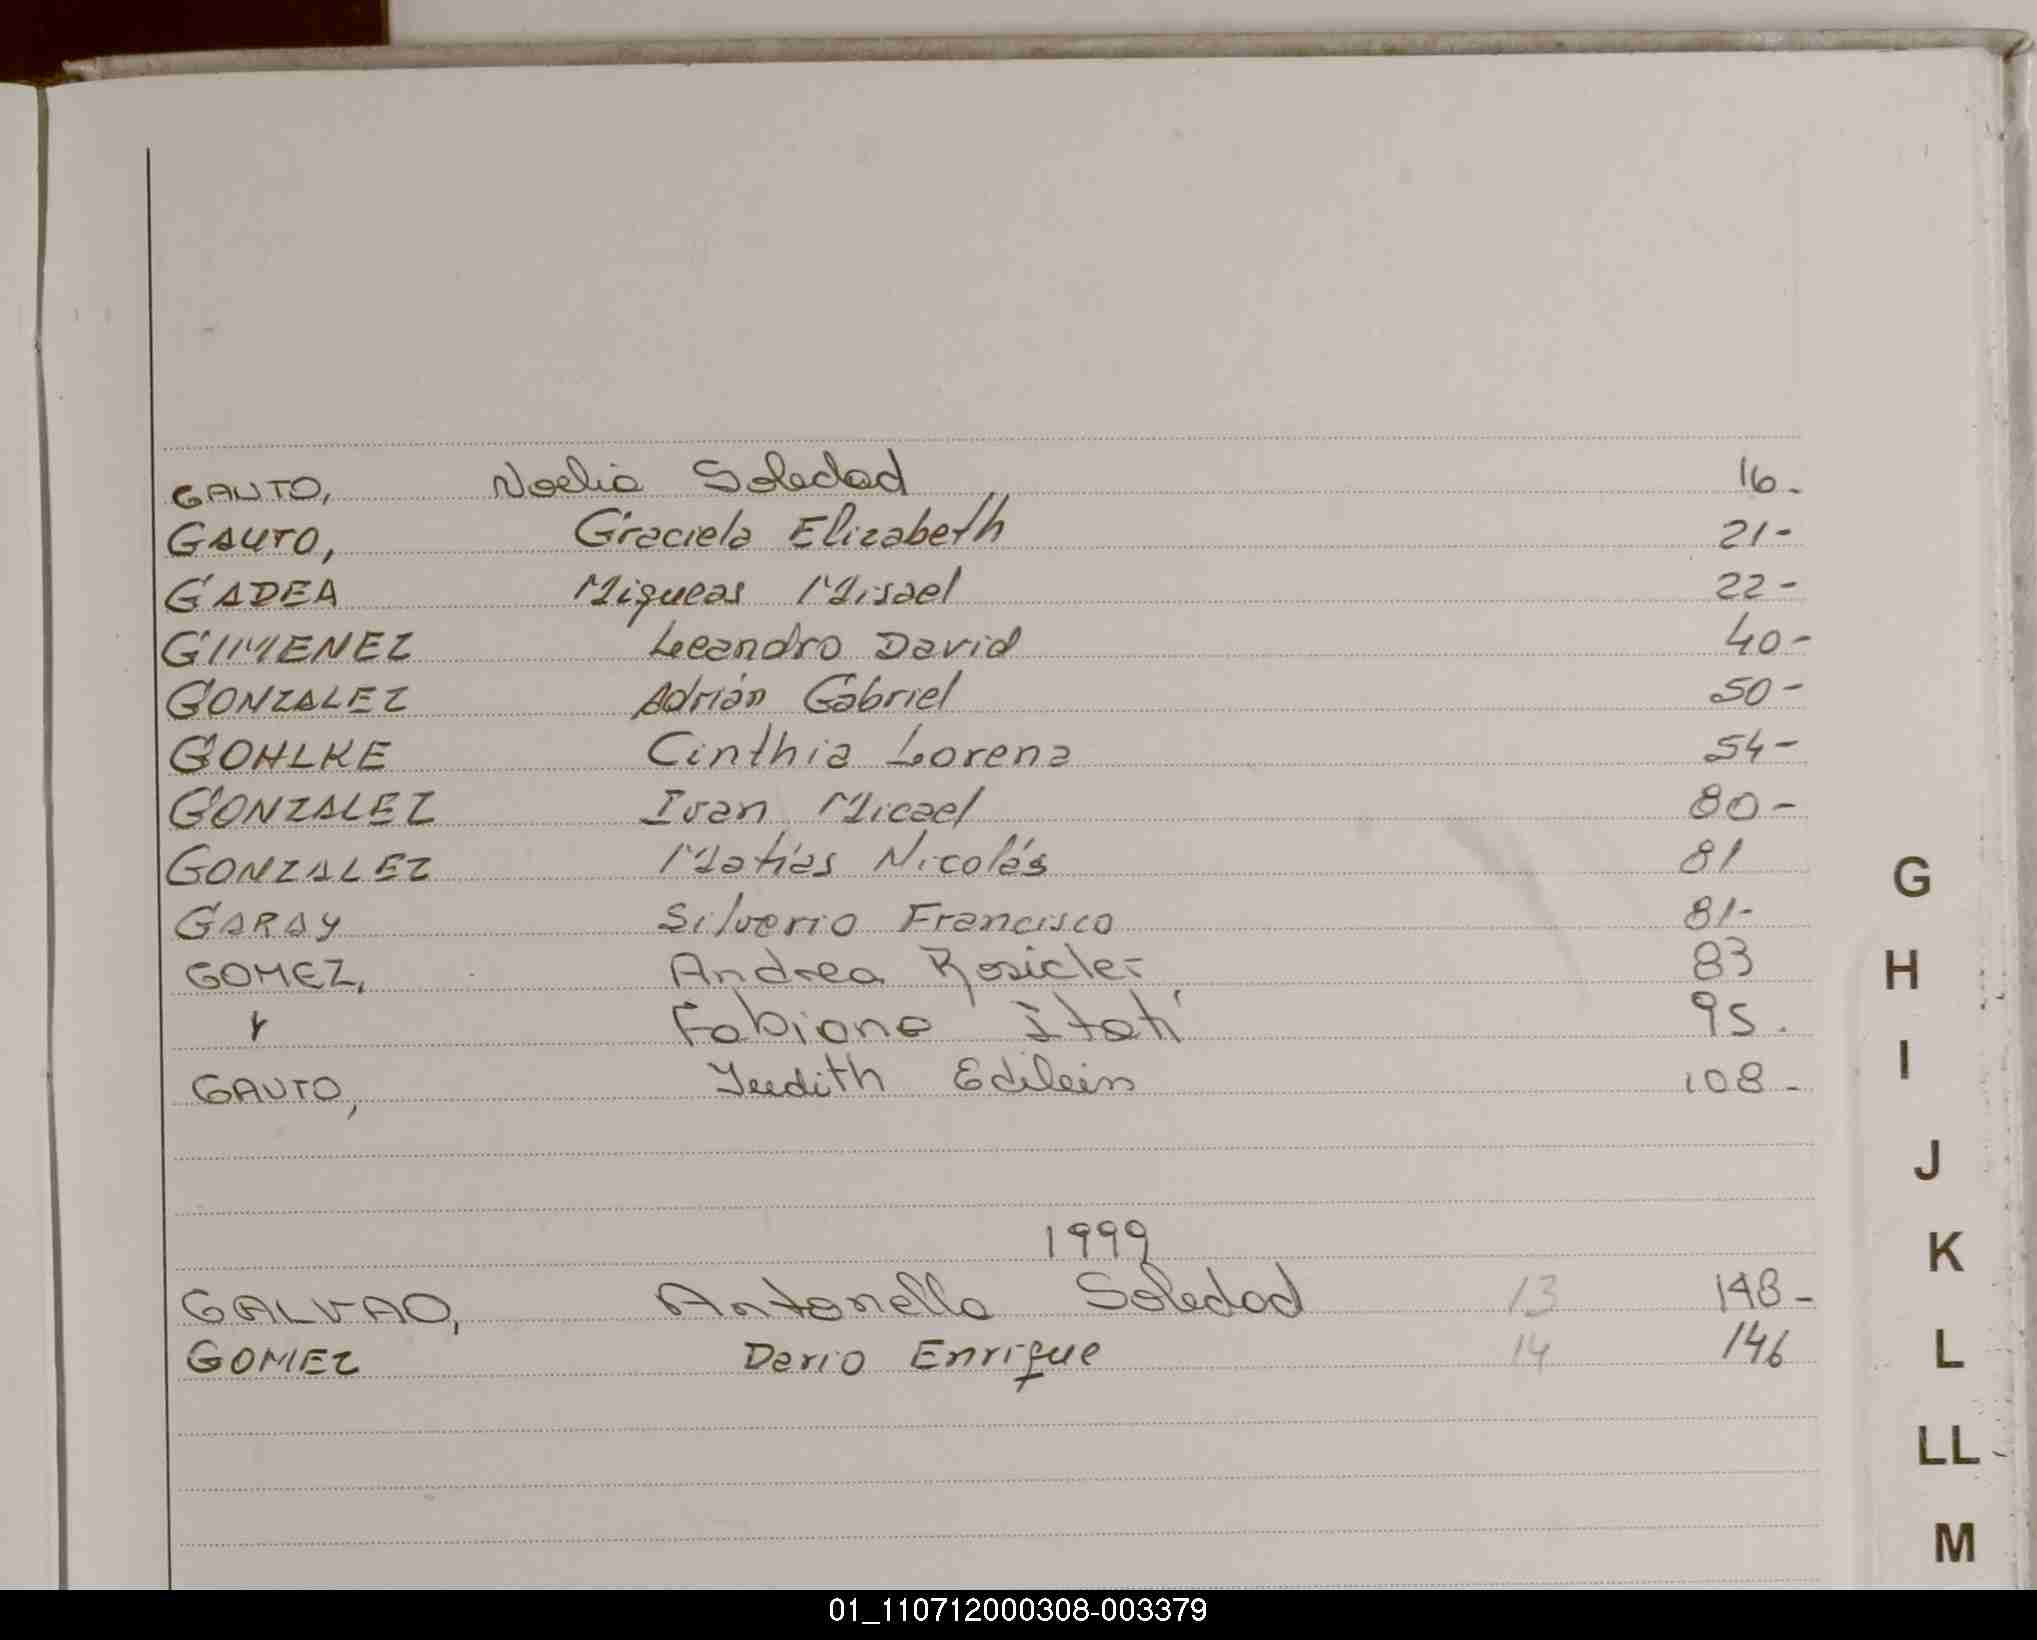 GAUTO, Noelia Soledad 16-
GAUTO, Graciela Elizabeth 21-
GADEA Miqueas Misael 22-
GIMENEZ Leandro David 40-
GONZALEZ Adrián Gabriel 50-
GOHLKE Cinthia Lorena 54-
GONZALEZ Ivan Micael 80-
GONZALEZ Matías Nicolás 81
GARAY Silverio Francisco 81-
GOMEZ, Andrea Rosicler 83
Fabiana Itatí 95.
GAUTO, Judith 108-
1999
GALVAO, Antonella Soledad 13 148-
GOMEZ Dario Enrique 14 146
G
H
I
J
K
L
LL
M
01_110712000308-003379